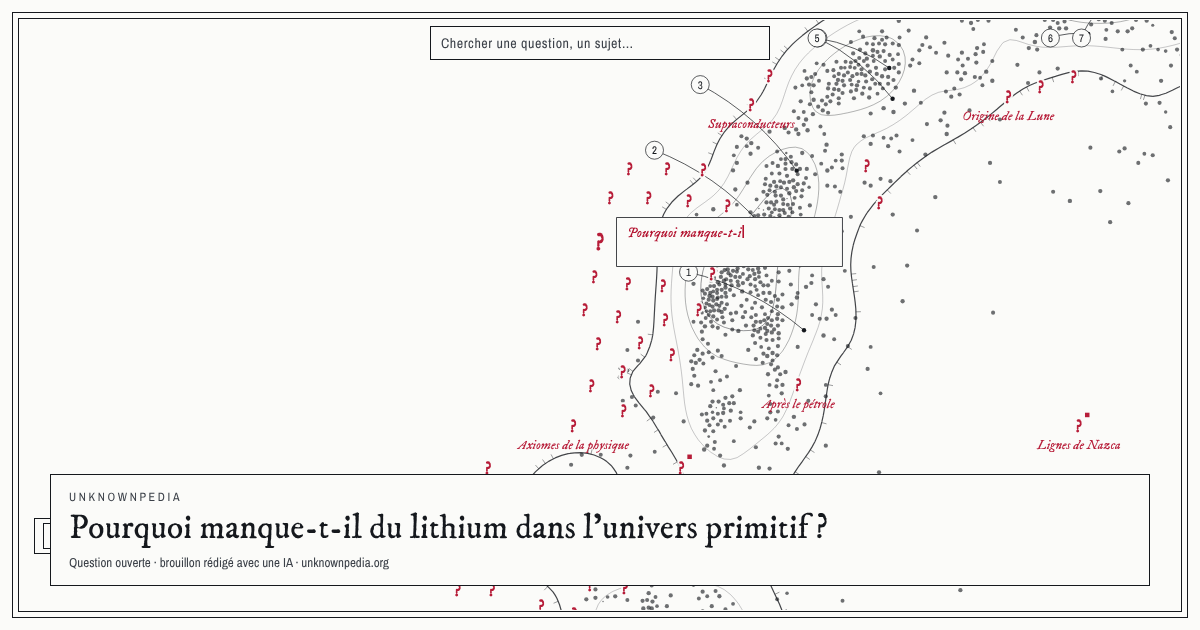 Chercher une question, un sujet...
5
6
7
3
Supraconducteurs
Origine de la Lune
2
?
Pourquoi manque-t-i
1
Après le pétrole
Axiomes de la physique
Lignes de Nazca
UNKNOWNPEDIA
Pourquoi manque-t-il du lithium dans l’univers primitif ?
Question ouverte · brouillon rédigé avec une IA · unknownpedia.org